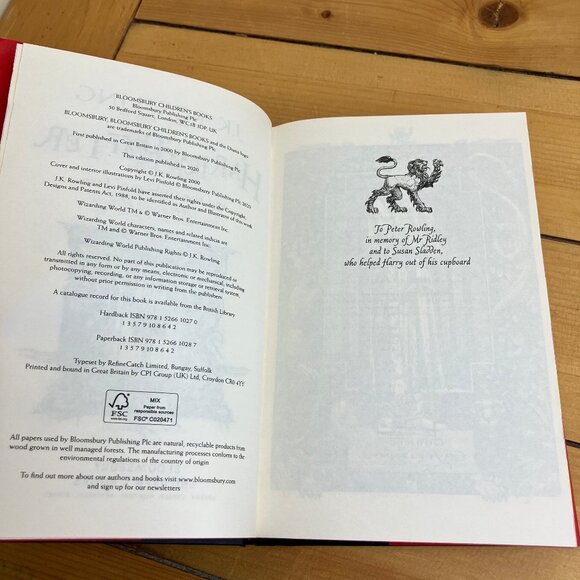 BLOOMSBURY CHILDREN'S BOOKS
Bloomsbury Publishing Plc
50 Bedford Square, London, WC1B 3DP, UK
BLOOMSBURY, BLOOMSBURY CHILDREN'S BOOKS and the Diana logo
are trademarks of Bloomsbury Publishing Plc
First published in Great Britain in 2000 by Bloomsbury Publishing Plc
This edition published in 2020
Copyright © J.K. Rowling 2000
Cover and interior illustrations by Levi Pinfold © Bloomsbury Publishing Plc 2020
J.K. Rowling and Levi Pinfold have asserted their rights under the Copyright,
Designs and Patents Act, 1988, to be identified as Author and Illustrator of this work
Wizarding World TM & © Warner Bros. Entertainment Inc.
Wizarding World characters, names and related indicia are
TM and © Warner Bros. Entertainment Inc.
Wizarding World Publishing Rights © J.K. Rowling
All rights reserved. No part of this publication may be reproduced or
transmitted in any form or by any means, electronic or mechanical, including
photocopying, recording, or any information storage or retrieval system,
without prior permission in writing from the publishers
A catalogue record for this book is available from the British Library
Hardback ISBN 978 1 5266 1027 0
1 3 5 7 9 10 8 6 4 2
Paperback ISBN 978 1 5266 1028 7
1 3 5 7 9 10 8 6 4 2
Typeset by RefineCatch Limited, Bungay, Suffolk
Printed and bound in Great Britain by CPI Group (UK) Ltd, Croydon CR0 4YY
FSC
MIX
Paper from
responsible sources
FSC® C020471
All papers used by Bloomsbury Publishing Plc are natural, recyclable products from
wood grown in well managed forests. The manufacturing processes conform to the
environmental regulations of the country of origin
To find out more about our authors and books visit www.bloomsbury.com
and sign up for our newsletters
To Peter Rowling,
in memory of Mr Ridley
and to Susan Sladden,
who helped Harry out of his cupboard